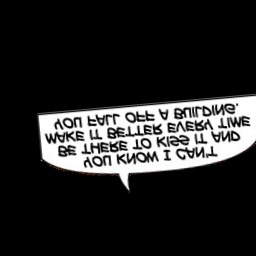 YOU KNOW I CAN'T
BE THERE TO KISS IT AND
MAKE IT BETTER EVERY TIME
YOU FALL OFF A BUILDING.